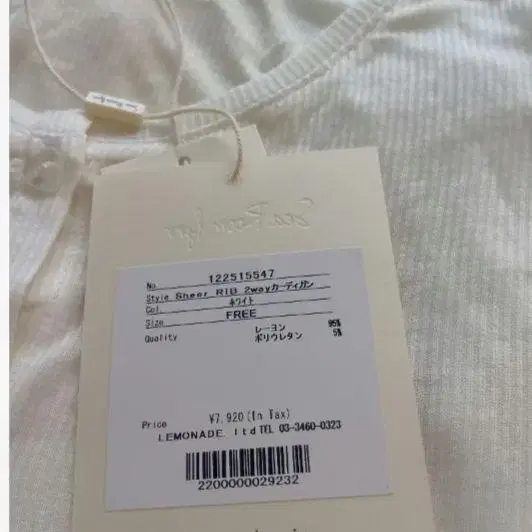 No. 122515547
Style Sheer RIB 2wayカーディガン
Col. ホワイト
Size FREE
Quality レーヨン 95%
ポリウレタン 5%
Price ¥7,920(In Tax)
LEMONADE. ltd TEL 03-3460-0323
2200000029232